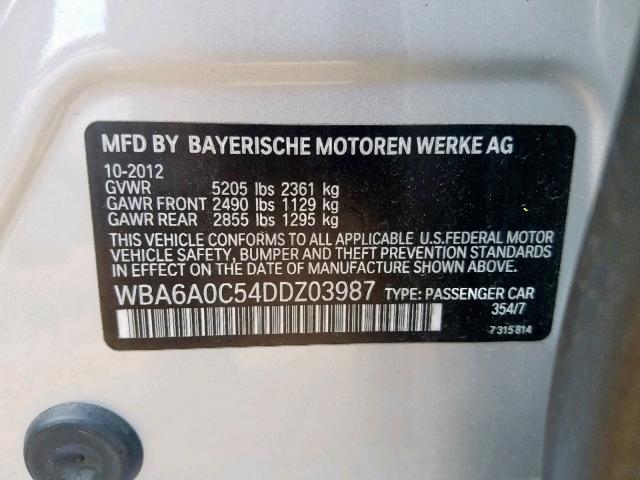 MFD BY BAYERISCHE MOTOREN WERKE AG
10-2012
GVWR 5205 lbs 2361 kg
GAWR FRONT 2490 lbs 1129 kg
GAWR REAR 2855 lbs 1295 kg
THIS VEHICLE CONFORMS TO ALL APPLICABLE U.S.FEDERAL MOTOR
VEHICLE SAFETY, BUMPER AND THEFT PREVENTION STANDARDS
IN EFFECT ON THE DATE OF MANUFACTURE SHOWN ABOVE.
WBA6A0C54DDZ03987 TYPE: PASSENGER CAR
354/7
7 315 814